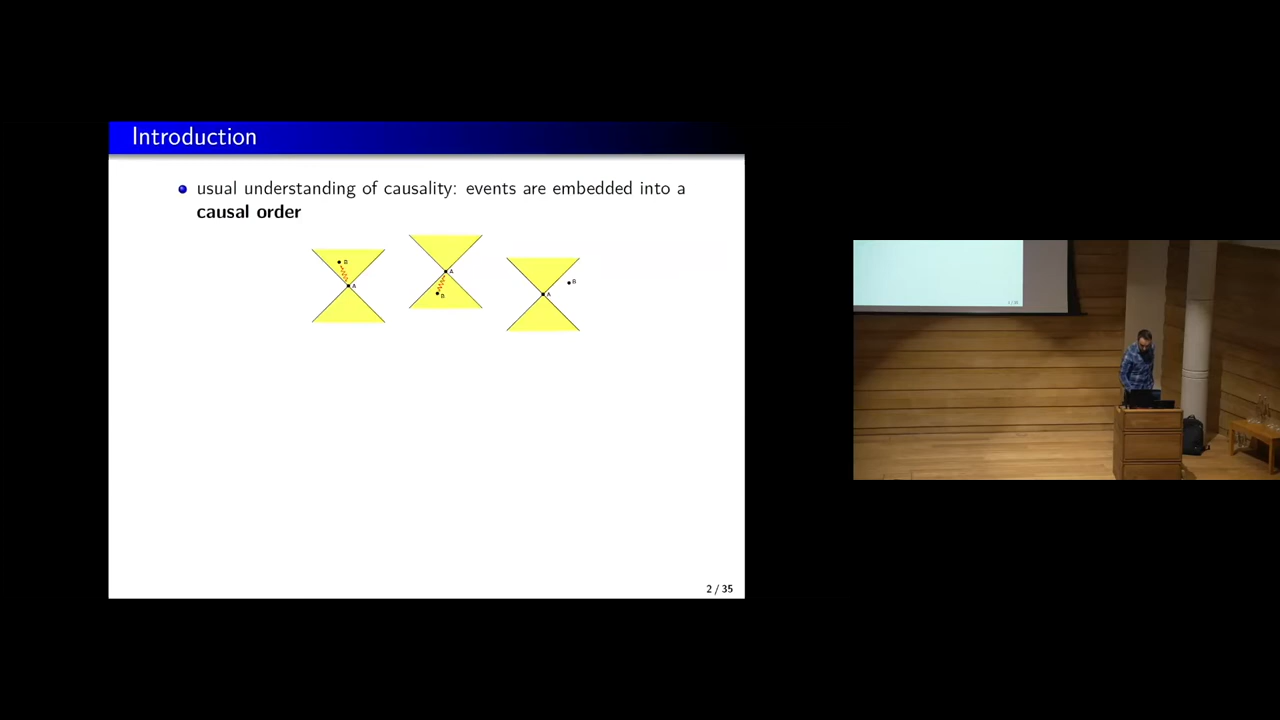 Introduction
usual understanding of causality: events are embedded into a
causal order
B
A
A
B
B
A
2 / 35